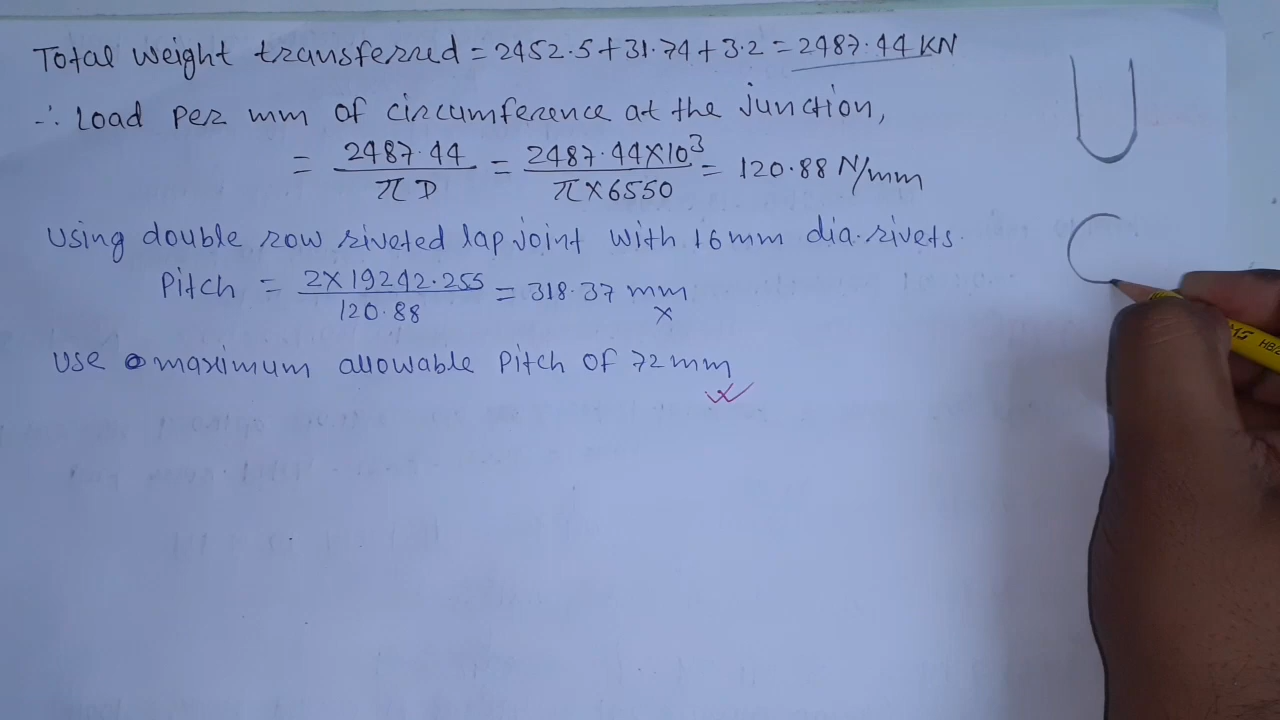 Total weight transferred = 2452.5 + 31.74 + 3.2 = 2487.44 KN
∴ Load per mm of circumference at the junction,
= 2487.44 / πD = 2487.44×10³ / π×6550 = 120.88 N/mm
Using double row riveted lap joint with 16mm dia. rivets.
Pitch = 2×19242.255 / 120.88 = 318.37 mm
×
Use maximum allowable pitch of 72mm